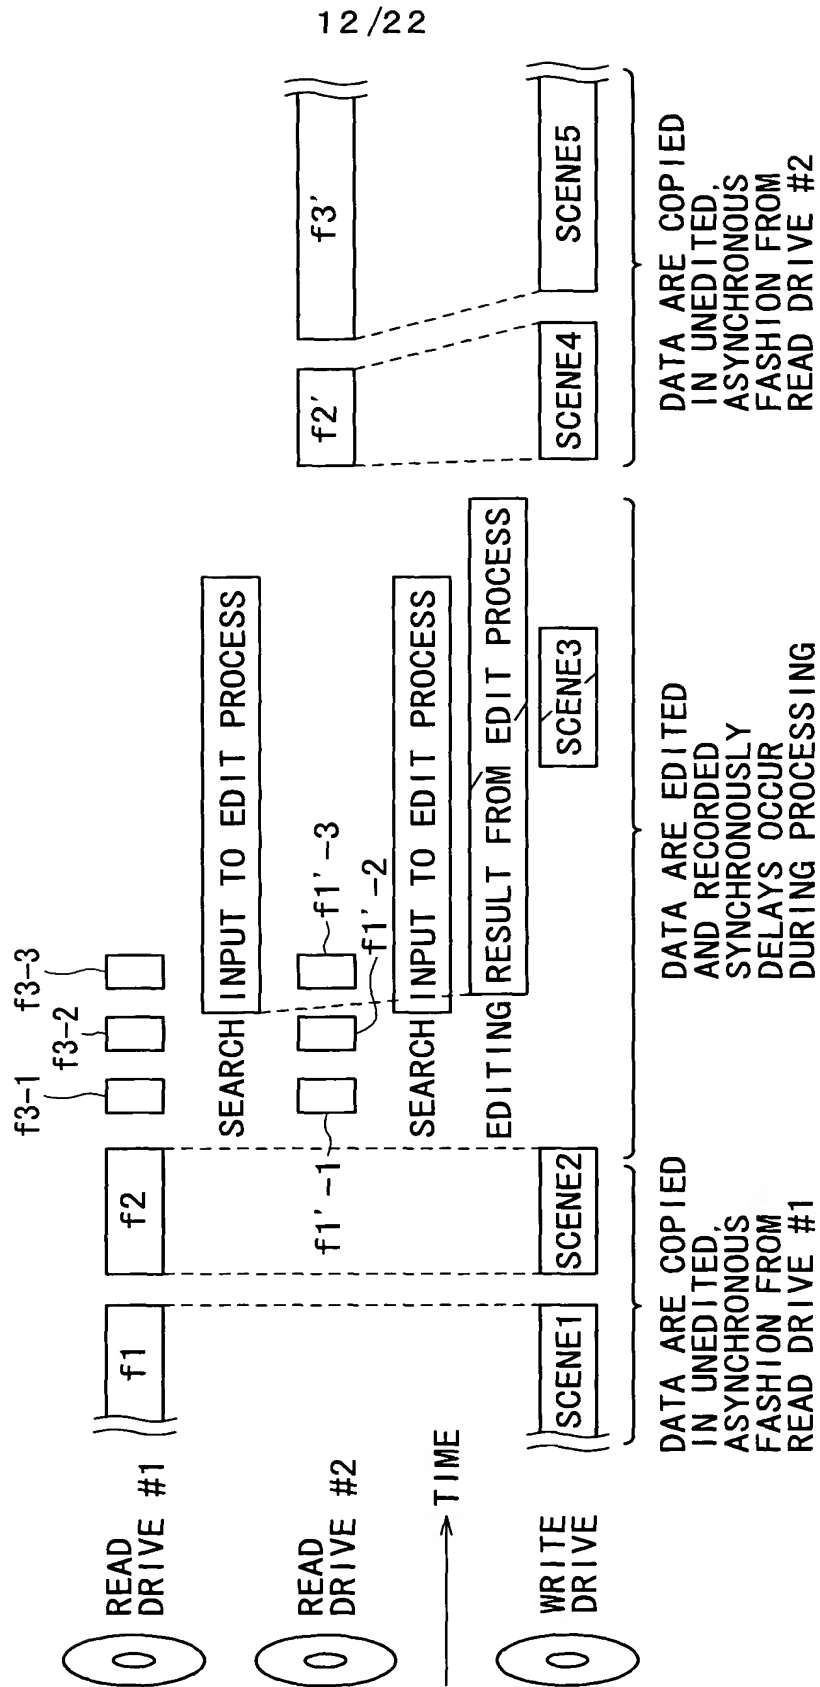 12/22
f3-1
f3-2
f3-3
READ
DRIVE #1
f1
f2
SEARCH
INPUT TO EDIT PROCESS
READ
DRIVE #2
f1'-1
f1'-2
f1'-3
f2'
f3'
SEARCH
INPUT TO EDIT PROCESS
TIME
EDITING
RESULT FROM EDIT PROCESS
WRITE
DRIVE
SCENE1
SCENE2
SCENE3
SCENE4
SCENE5
DATA ARE COPIED
IN UNEDITED,
ASYNCHRONOUS
FASHION FROM
READ DRIVE #1
DATA ARE EDITED
AND RECORDED
SYNCHRONOUSLY
DELAYS OCCUR
DURING PROCESSING
DATA ARE COPIED
IN UNEDITED,
ASYNCHRONOUS
FASHION FROM
READ DRIVE #2